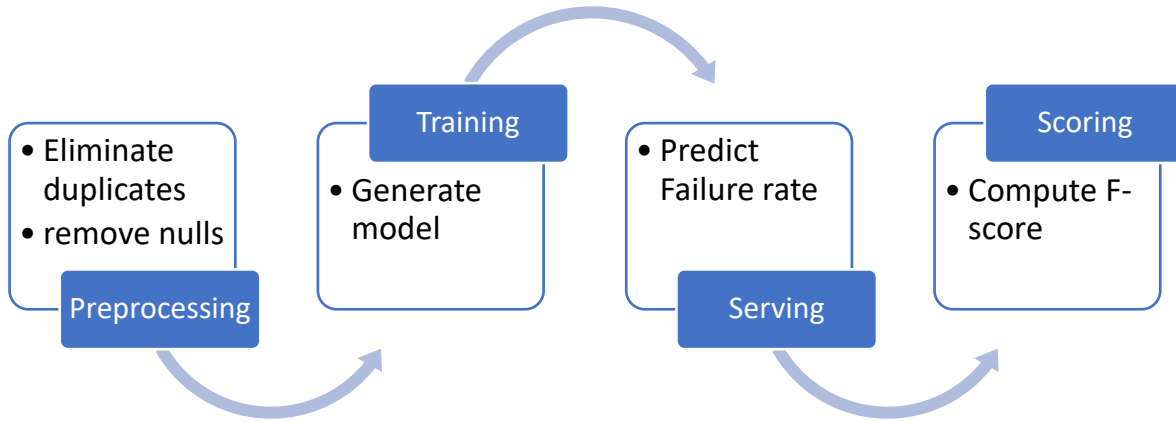 • Eliminate
duplicates
• remove nulls
Preprocessing
Training
• Generate
model
• Predict
Failure rate
Serving
Scoring
• Compute F-
score